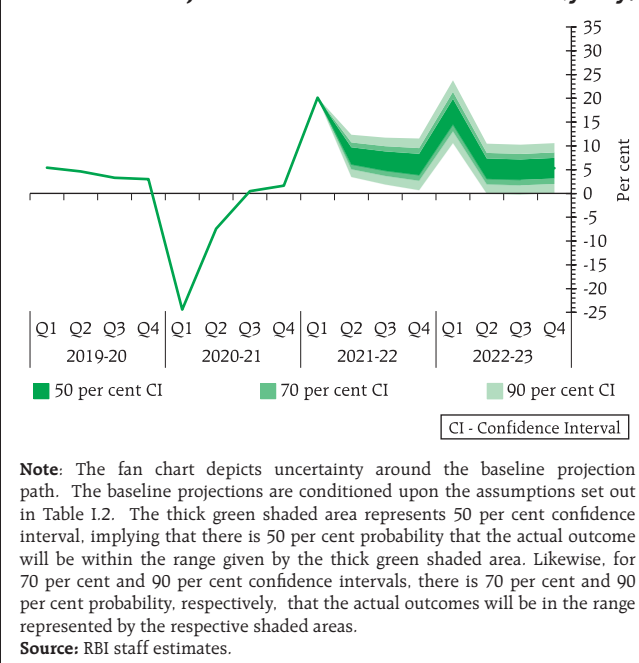 35
30
25
20
15
10
5
0
-5
-10
-15
-20
-25
Per cent
Q1 Q2 Q3 Q4 Q1 Q2 Q3 Q4 Q1 Q2 Q3 Q4 Q1 Q2 Q3 Q4
2019-20 2020-21 2021-22 2022-23
50 per cent CI 70 per cent CI 90 per cent CI
CI - Confidence Interval
Note: The fan chart depicts uncertainty around the baseline projection
path. The baseline projections are conditioned upon the assumptions set out
in Table I.2. The thick green shaded area represents 50 per cent confidence
interval, implying that there is 50 per cent probability that the actual outcome
will be within the range given by the thick green shaded area. Likewise, for
70 per cent and 90 per cent confidence intervals, there is 70 per cent and 90
per cent probability, respectively, that the actual outcomes will be in the range
represented by the respective shaded areas.
Source: RBI staff estimates.